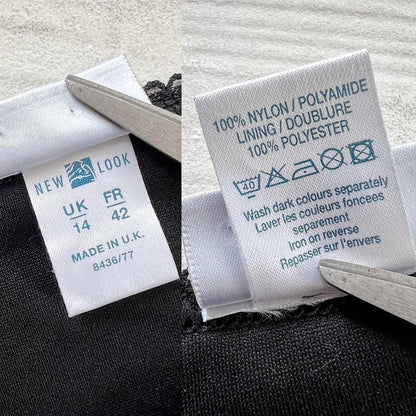 NEW LOOK
UK FR
14 42
MADE IN U.K.
6436/77
100% NYLON / POLYAMIDE
LINING / DOUBLURE
100% POLYESTER
40
Wash dark colours separately
Laver les couleurs foncees
separement
Iron on reverse
Repasser sur l'envers